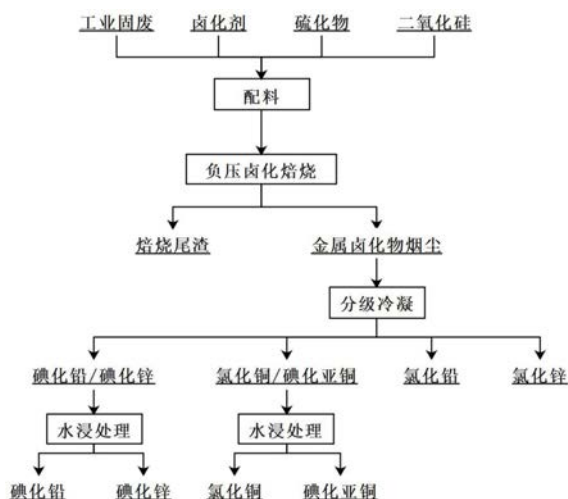 工业固废 卤化剂 硫化物 二氧化硅
配料
负压卤化焙烧
焙烧尾渣 金属卤化物烟尘
分级冷凝
碘化铅/碘化锌 氯化铜/碘化亚铜 氯化铅 氯化锌
水浸处理 水浸处理
碘化铅 碘化锌 氯化铜 碘化亚铜